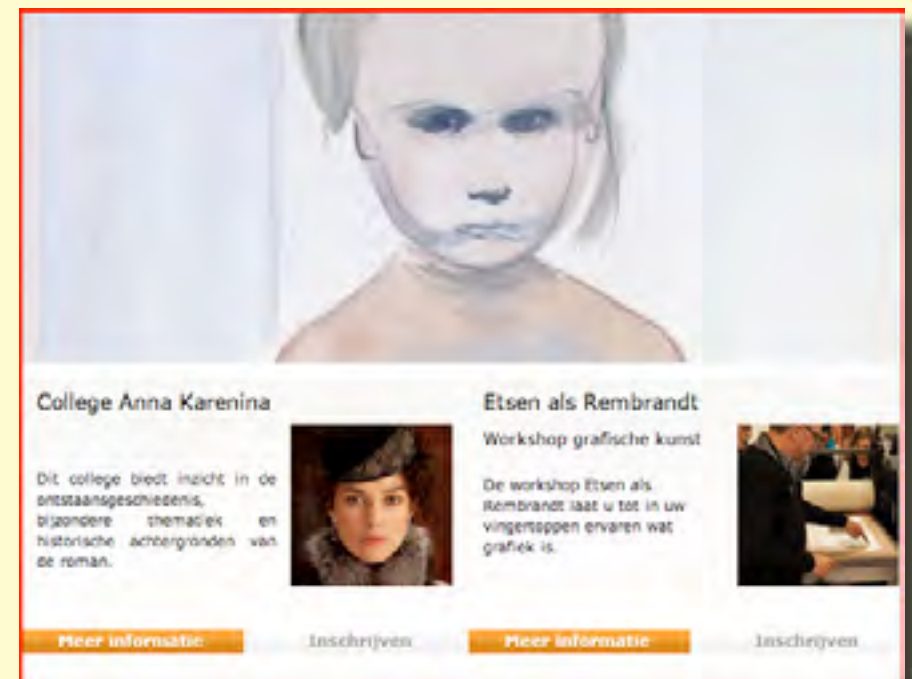 College Anna Karenina
Dit college biedt inzicht in de
ontstaansgeschiedenis,
bijzondere thematiek en
historische achtergronden van
de roman.
Meer informatie
Inschrijven
Etsen als Rembrandt
Workshop grafische kunst
De workshop Etsen als
Rembrandt laat u tot in uw
vingertoppen ervaren wat
grafiek is.
Meer informatie
Inschrijven